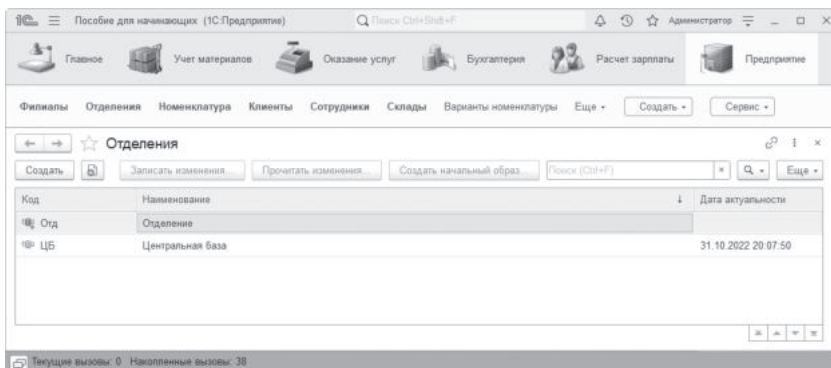 1С Пособие для начинающих (1С:Предприятие) Поиск Ctrl+Shift+F Администратор
Главное Учет материалов Оказание услуг Бухгалтерия Расчет зарплаты Предприятие
Филиалы Отделения Номенклатура Клиенты Сотрудники Склады Варианты номенклатуры Еще Создать Сервис
Отделения
Создать Записать изменения... Прочитать изменения... Создать начальный образ... Поиск (Ctrl+F) × Еще
Код Наименование ↓ Дата актуальности
Отд Отделение
ЦБ Центральная база 31.10.2022 20:07:50
Текущие вызовы: 0 Накопленные вызовы: 38